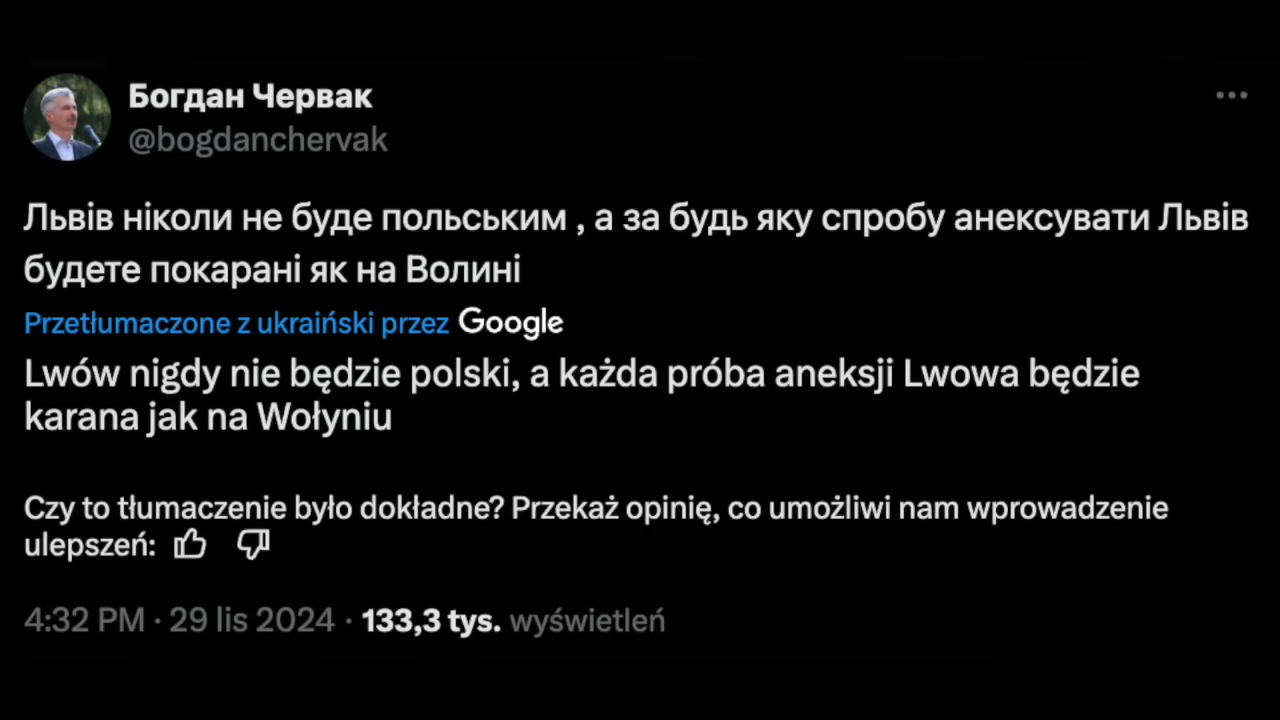 Богдан Червак
@bogdanchervak
Львів ніколи не буде польським , а за будь яку спробу анексувати Львів
будете покарані як на Волині
Przetłumaczone z ukraiński przez Google
Lwów nigdy nie będzie polski, a każda próba aneksji Lwowa będzie
karana jak na Wołyniu
Czy to tłumaczenie było dokładne? Przekaż opinię, co umożliwi nam wprowadzenie
ulepszeń:
4:32 PM · 29 lis 2024 · 133,3 tys. wyświetleń